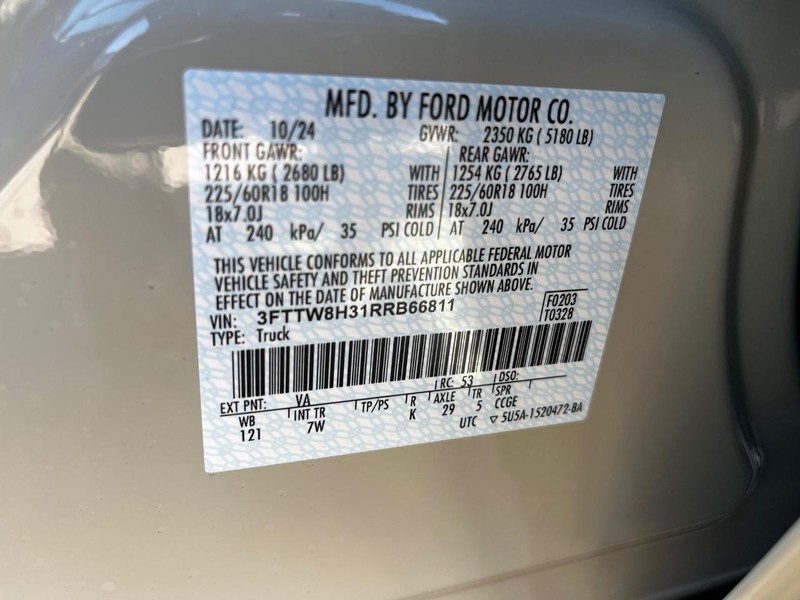 MFD. BY FORD MOTOR CO.
DATE: 10/24 GVWR: 2350 KG ( 5180 LB)
FRONT GAWR: REAR GAWR:
1216 KG ( 2680 LB) WITH 1254 KG ( 2765 LB) WITH
225/60R18 100H TIRES 225/60R18 100H TIRES
18x7.0J RIMS 18x7.0J RIMS
AT 240 kPa/ 35 PSI COLD AT 240 kPa/ 35 PSI COLD
THIS VEHICLE CONFORMS TO ALL APPLICABLE FEDERAL MOTOR
VEHICLE SAFETY AND THEFT PREVENTION STANDARDS IN
EFFECT ON THE DATE OF MANUFACTURE SHOWN ABOVE.
VIN: 3FTTW8H31RRB66811 F0203
TYPE: Truck T0328
EXT PNT: VA RC: 53 DSO:
WB INT TR TP/PS R AXLE TR SPR
121 7W K 29 5 CCGE
UTC ▽ 5U5A-1520472-BA